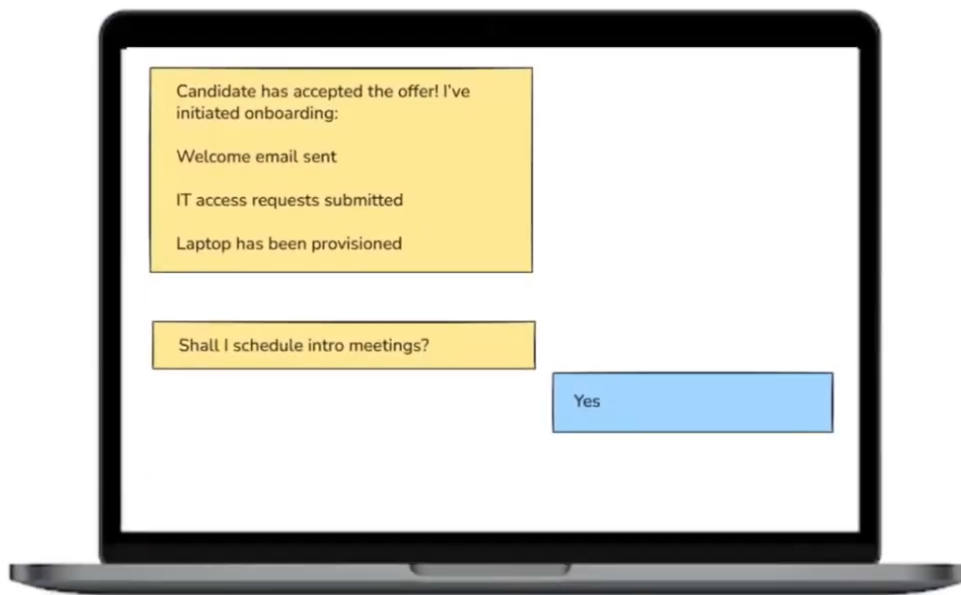 Candidate has accepted the offer! I've
initiated onboarding:
Welcome email sent
IT access requests submitted
Laptop has been provisioned
Shall I schedule intro meetings?
Yes